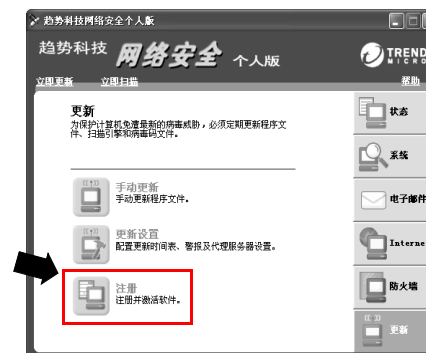 趋势科技网络安全个人版
趋势科技 网络安全 个人版
TREND
MICRO
立即更新 立即扫描 帮助
更新
为保护计算机免遭最新的病毒威胁，必须定期更新程序文
件、扫描引擎和病毒码文件。
手动更新
手动更新程序文件。
更新设置
配置更新时间表、警报及代理服务器设置。
注册
注册并激活软件。
状态
系统
电子邮件
Interne
防火墙
更新